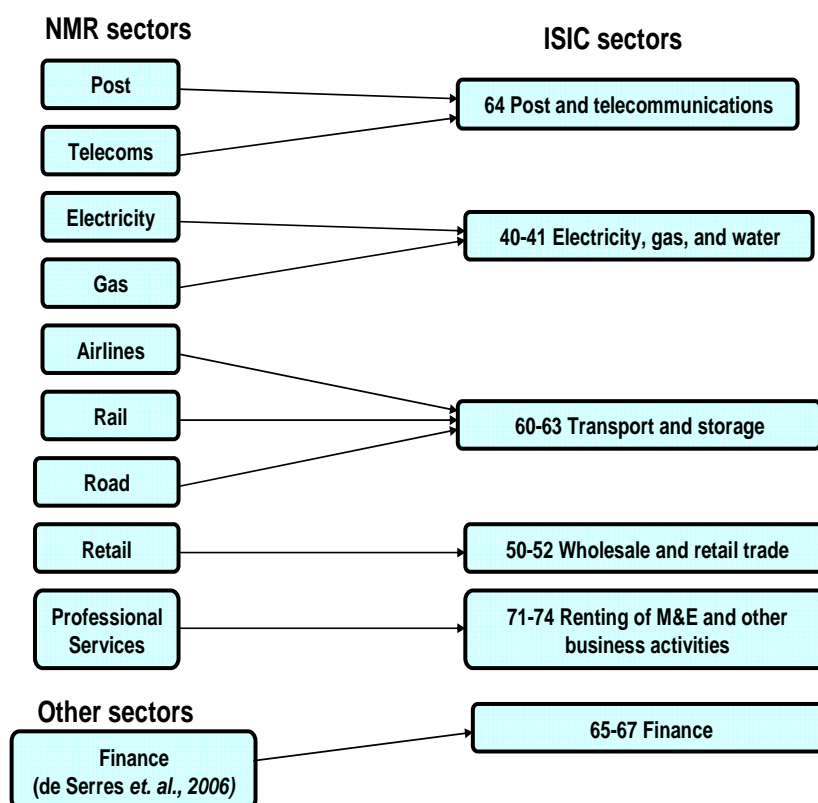 NMR sectors
ISIC sectors
Post
64 Post and telecommunications
Telecoms
Electricity
40-41 Electricity, gas, and water
Gas
Airlines
Rail
60-63 Transport and storage
Road
Retail
50-52 Wholesale and retail trade
Professional
Services
71-74 Renting of M&E and other
business activities
Other sectors
65-67 Finance
Finance
(de Serres et. al., 2006)